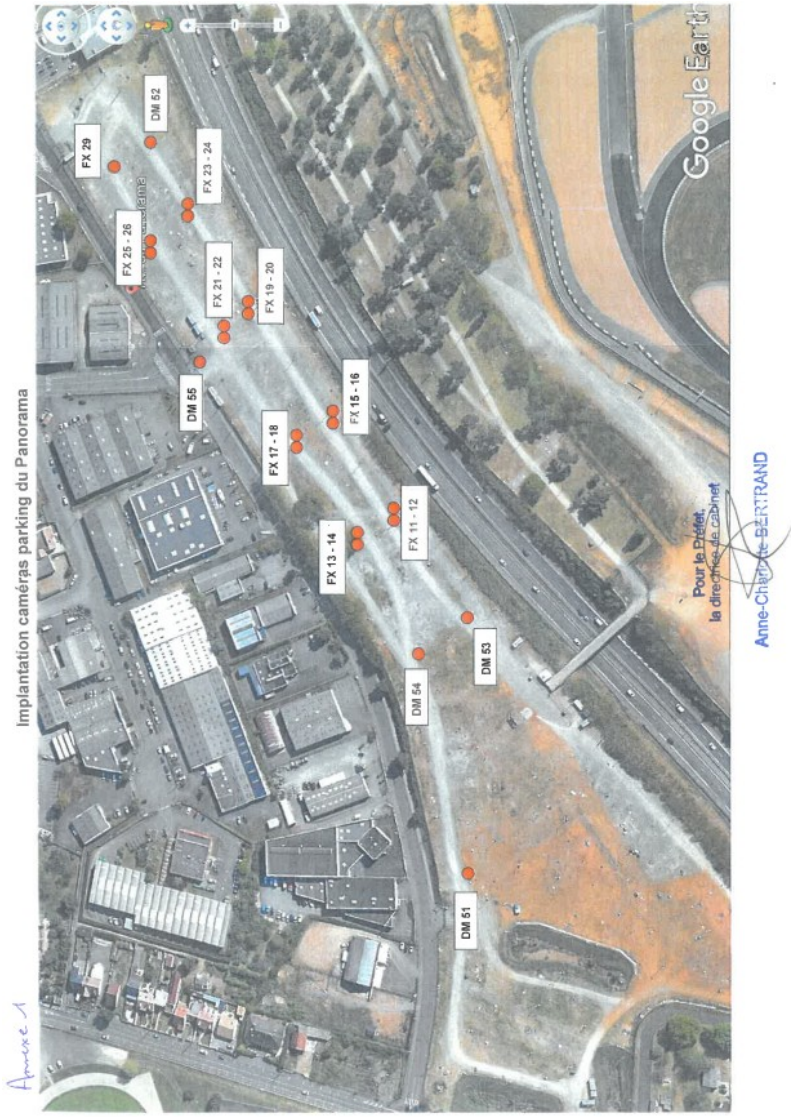 Annexe 1
Implantation caméras parking du Panorama
FX 29
DM 52
FX 25 - 26
FX 23 - 24
FX 21 - 22
FX 19 - 20
DM 55
FX 17 - 18
FX 15 - 16
FX 13 - 14
FX 11 - 12
DM 54
DM 53
DM 51
Google Earth
Pour le Préfet,
la directrice de cabinet
Anne-Charlotte BERTRAND